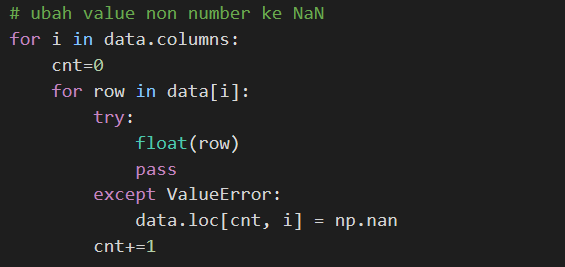 # ubah value non number ke NaN
for i in data.columns:
    cnt=0
    for row in data[i]:
        try:
            float(row)
            pass
        except ValueError:
            data.loc[cnt, i] = np.nan
        cnt+=1